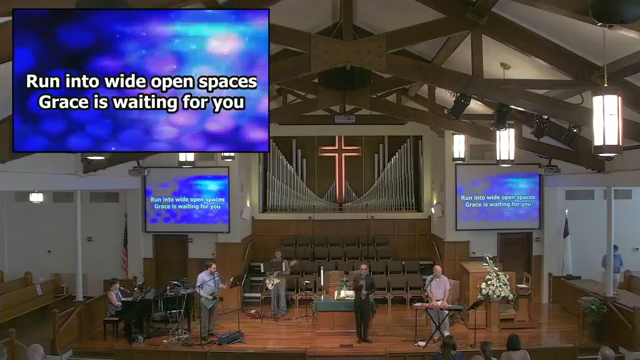 Run into wide open spaces
Grace is waiting for you
Run into wide open spaces
Grace is waiting for you
Run into wide open spaces
Grace is waiting for you